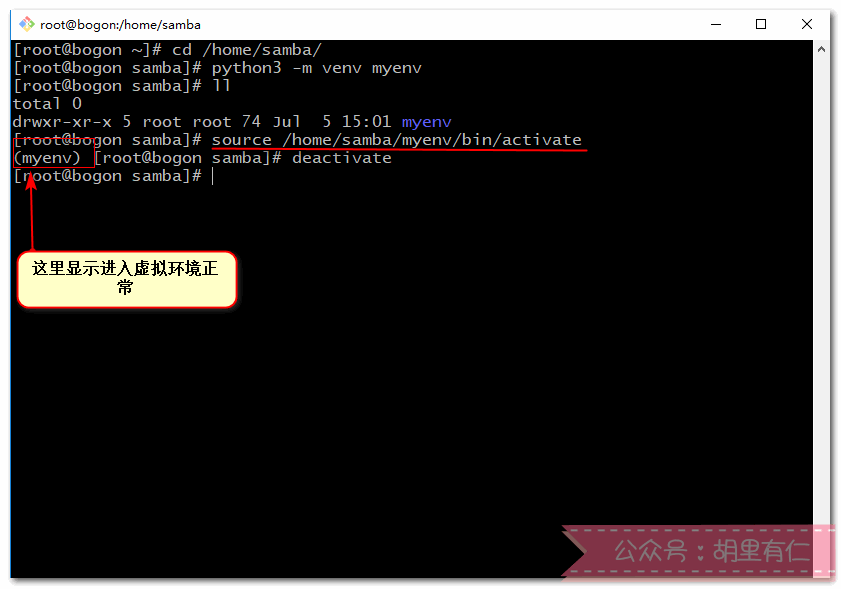 root@bogon:/home/samba
[root@bogon ~]# cd /home/samba/
[root@bogon samba]# python3 -m venv myenv
[root@bogon samba]# ll
total 0
drwxr-xr-x 5 root root 74 Jul  5 15:01 myenv
[root@bogon samba]# source /home/samba/myenv/bin/activate
(myenv) [root@bogon samba]# deactivate
[root@bogon samba]#
这里显示进入虚拟环境正
常
公众号：胡里有仁